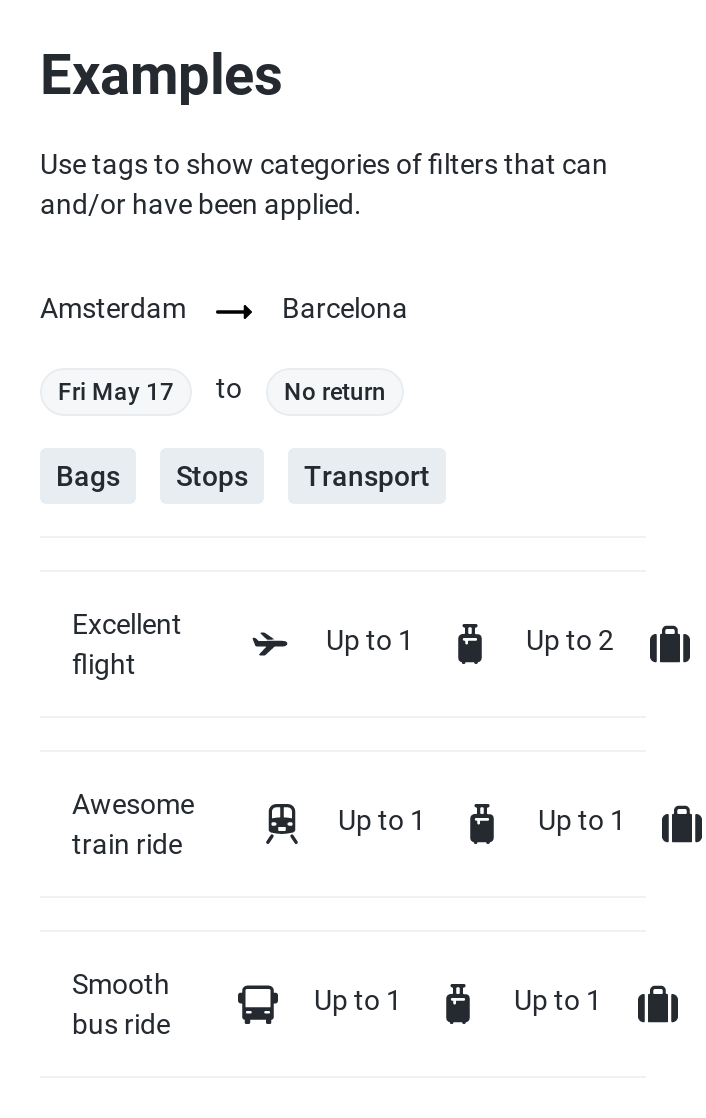 Examples
Use tags to show categories of filters that can
and/or have been applied.
Amsterdam Barcelona
Fri May 17 to No return
Bags Stops Transport
Excellent
flight
Up to 1 Up to 2
Awesome
train ride
Up to 1 Up to 1
Smooth
bus ride
Up to 1 Up to 1